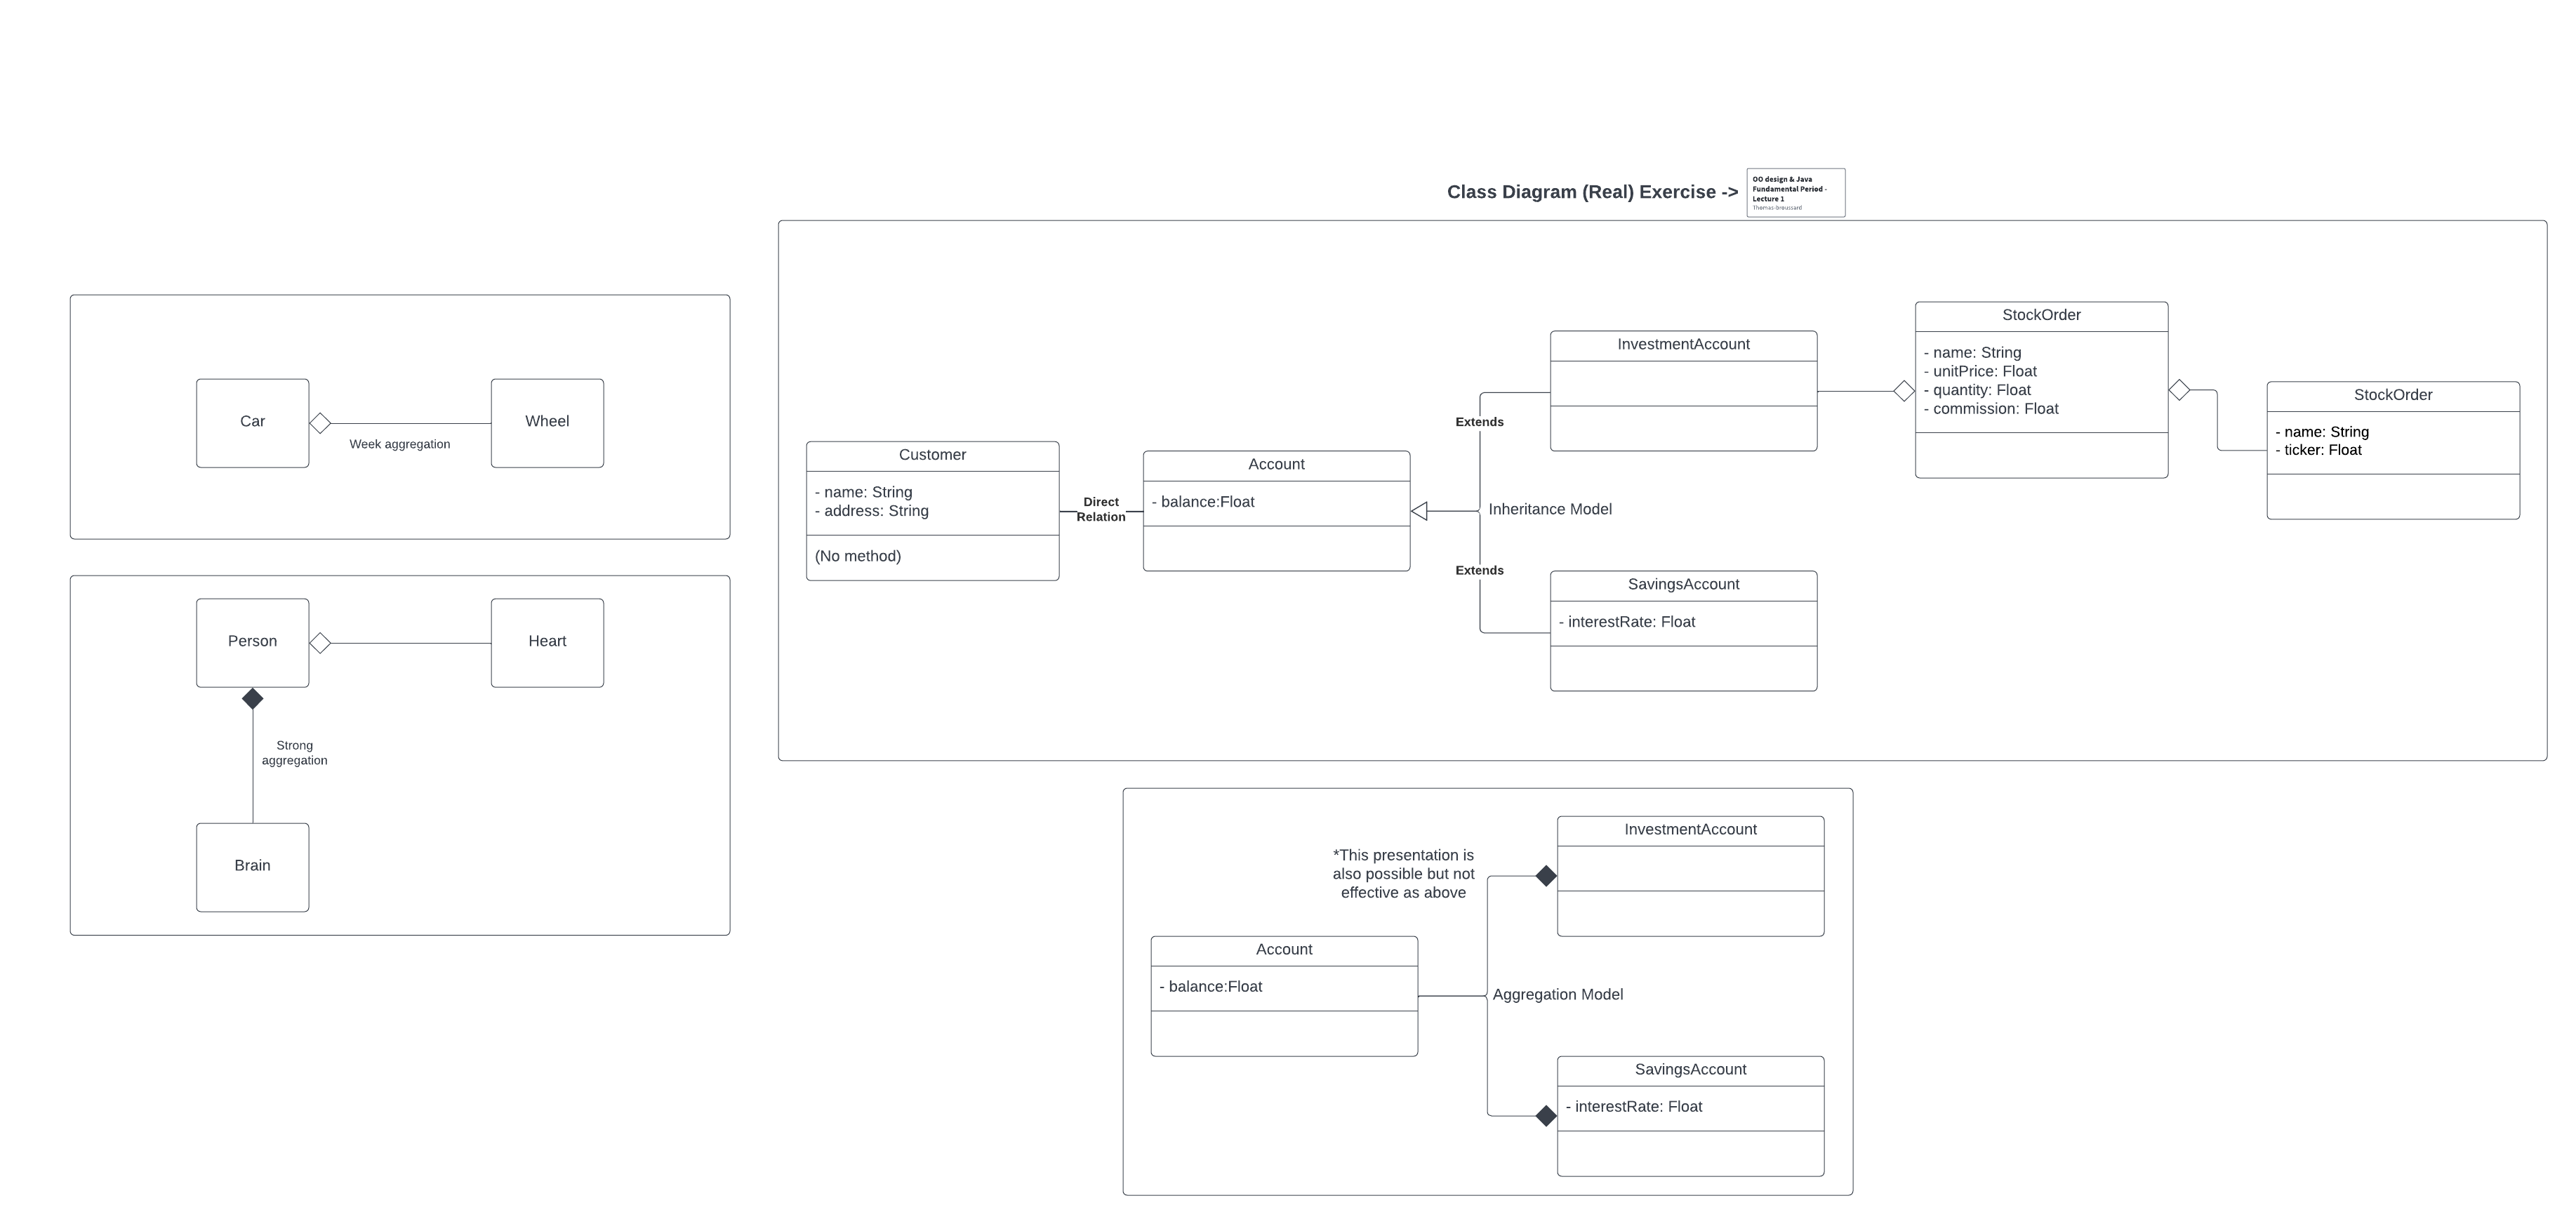 Class Diagram (Real) Exercise ->
OO design & Java
Fundamental Period -
Lecture 1
Thomas Broussard
Car
Week aggregation
Wheel
Person
Heart
Strong
aggregation
Brain
Customer
- name: String
- address: String
(No method)
Direct
Relation
Account
- balance:Float
Extends
Inheritance Model
Extends
InvestmentAccount
SavingsAccount
- interestRate: Float
StockOrder
- name: String
- unitPrice: Float
- quantity: Float
- commission: Float
StockOrder
- name: String
- ticker: Float
*This presentation is
also possible but not
effective as above
InvestmentAccount
Account
- balance:Float
Aggregation Model
SavingsAccount
- interestRate: Float